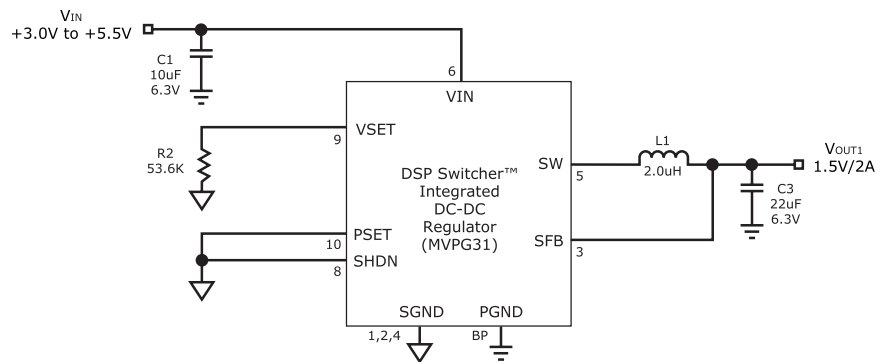 VIN
+3.0V to +5.5V
C1
10uF
6.3V
6
VIN
VSET
9
R2
53.6K
DSP Switcher™
Integrated
DC-DC
Regulator
(MVPG31)
SW
5
L1
2.0uH
VOUT1
1.5V/2A
C3
22uF
6.3V
PSET
10
SHDN
8
SFB
3
SGND
PGND
1,2,4
BP